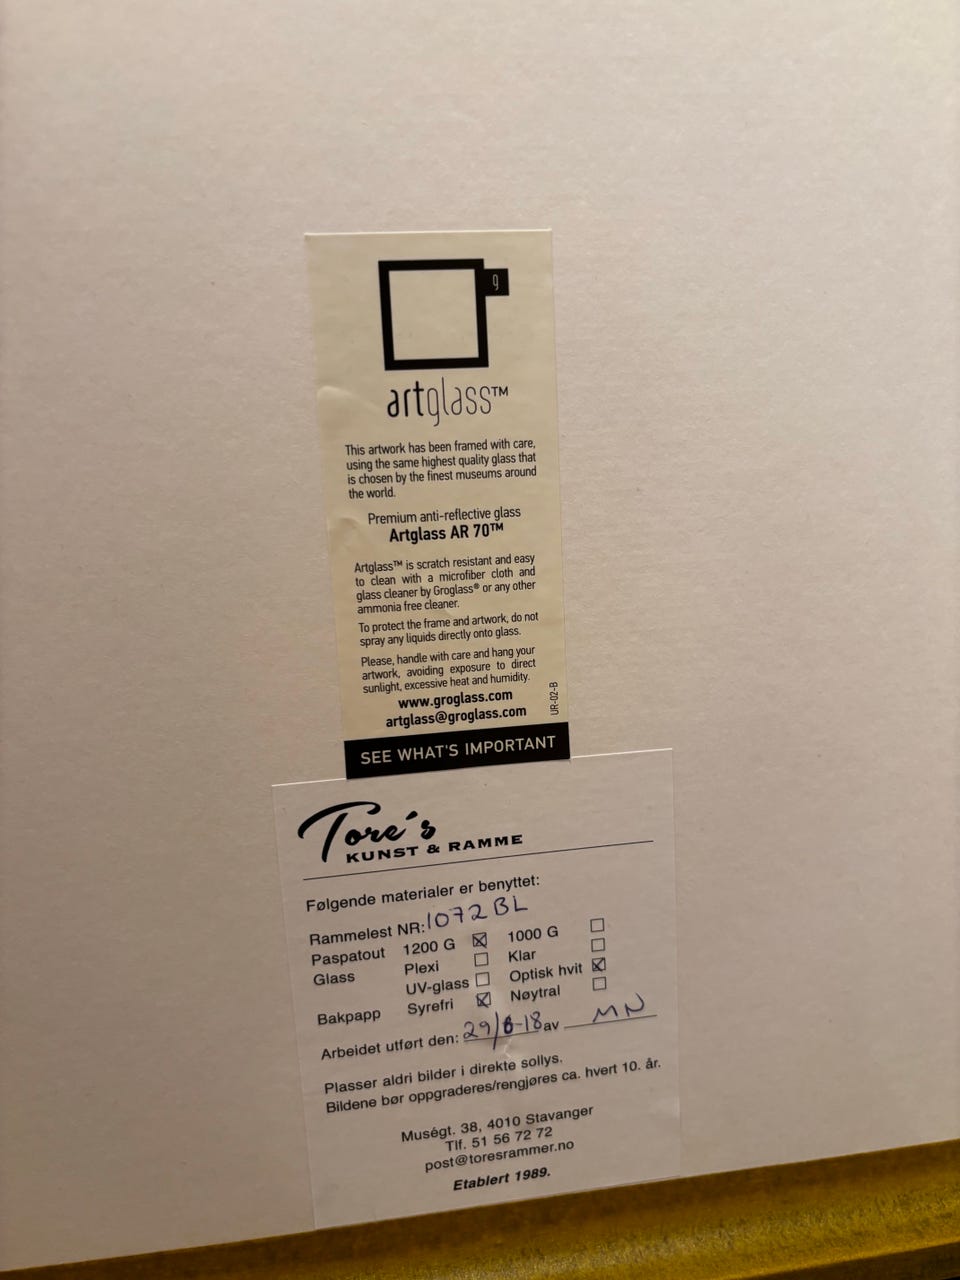 g
artglass™
This artwork has been framed with care,
using the same highest quality glass that
is chosen by the finest museums around
the world.
Premium anti-reflective glass
Artglass AR 70™
Artglass™ is scratch resistant and easy
to clean with a microfiber cloth and
glass cleaner by Groglass® or any other
ammonia free cleaner.
To protect the frame and artwork, do not
spray any liquids directly onto glass.
Please, handle with care and hang your
artwork, avoiding exposure to direct
sunlight, excessive heat and humidity.
www.groglass.com
artglass@groglass.com
UR-02-B
SEE WHAT'S IMPORTANT
Tore's
KUNST & RAMME
Følgende materialer er benyttet:
Rammelest NR: 1072 BL
Paspatout 1200 G ☒ 1000 G ☐
Glass Plexi ☐ Klar ☐
UV-glass ☐ Optisk hvit ☒
Bakpapp Syrefri ☒ Nøytral ☐
Arbeidet utført den: 29/6-18 av MN
Plasser aldri bilder i direkte sollys.
Bildene bør oppgraderes/rengjøres ca. hvert 10. år.
Muségt. 38, 4010 Stavanger
Tlf. 51 56 72 72
post@toresrammer.no
Etablert 1989.